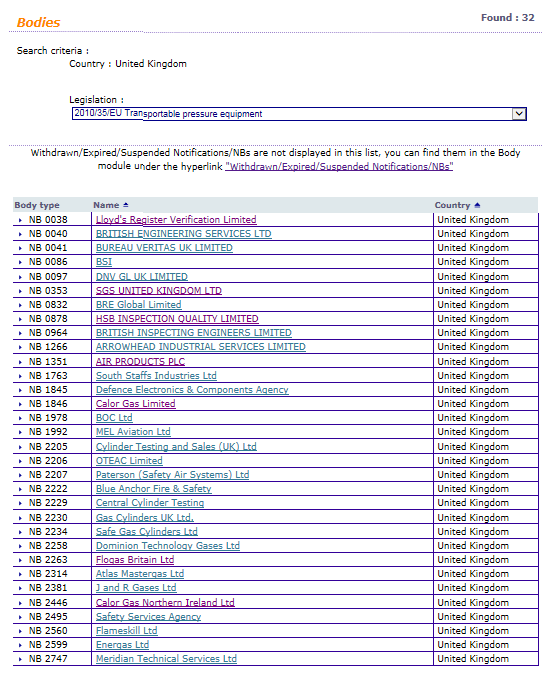 Bodies
Found : 32
Search criteria :
Country : United Kingdom
Legislation :
2010/35/EU Transportable pressure equipment
Withdrawn/Expired/Suspended Notifications/NBs are not displayed in this list, you can find them in the Body
module under the hyperlink "Withdrawn/Expired/Suspended Notifications/NBs"
Body type Name Country
NB 0038 Lloyd's Register Verification Limited United Kingdom
NB 0040 BRITISH ENGINEERING SERVICES LTD United Kingdom
NB 0041 BUREAU VERITAS UK LIMITED United Kingdom
NB 0086 BSI United Kingdom
NB 0097 DNV GL UK LIMITED United Kingdom
NB 0353 SGS UNITED KINGDOM LTD United Kingdom
NB 0832 BRE Global Limited United Kingdom
NB 0878 HSB INSPECTION QUALITY LIMITED United Kingdom
NB 0964 BRITISH INSPECTING ENGINEERS LIMITED United Kingdom
NB 1266 ARROWHEAD INDUSTRIAL SERVICES LIMITED United Kingdom
NB 1351 AIR PRODUCTS PLC United Kingdom
NB 1763 South Staffs Industries Ltd United Kingdom
NB 1845 Defence Electronics & Components Agency United Kingdom
NB 1846 Calor Gas Limited United Kingdom
NB 1978 BOC Ltd United Kingdom
NB 1992 MEL Aviation Ltd United Kingdom
NB 2205 Cylinder Testing and Sales (UK) Ltd United Kingdom
NB 2206 OTEAC Limited United Kingdom
NB 2207 Paterson (Safety Air Systems) Ltd United Kingdom
NB 2222 Blue Anchor Fire & Safety United Kingdom
NB 2229 Central Cylinder Testing United Kingdom
NB 2230 Gas Cylinders UK Ltd. United Kingdom
NB 2234 Safe Gas Cylinders Ltd United Kingdom
NB 2258 Dominion Technology Gases Ltd United Kingdom
NB 2263 Flogas Britain Ltd United Kingdom
NB 2314 Atlas Mastergas Ltd United Kingdom
NB 2381 J and R Gases Ltd United Kingdom
NB 2446 Calor Gas Northern Ireland Ltd United Kingdom
NB 2495 Safety Services Agency United Kingdom
NB 2560 Flameskill Ltd United Kingdom
NB 2599 Energas Ltd United Kingdom
NB 2747 Meridian Technical Services Ltd United Kingdom